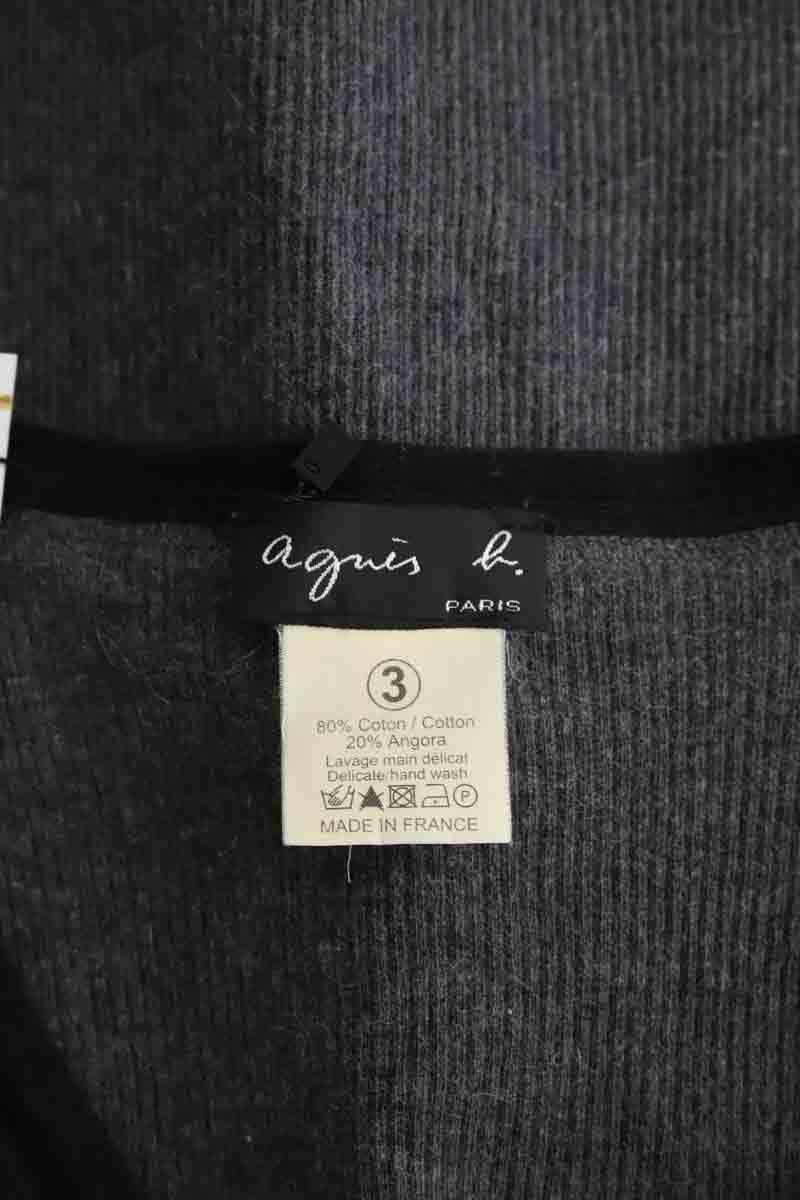 agnès b.
PARIS
3
80% Coton / Cotton
20% Angora
Lavage main délicat
Delicate/hand wash
P
MADE IN FRANCE